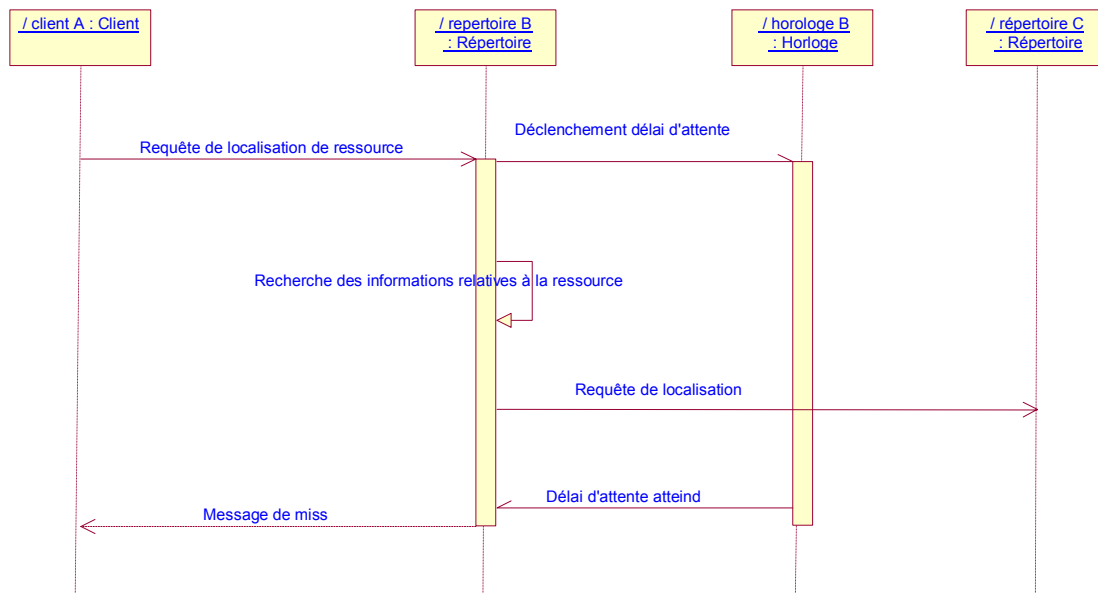 / client A : Client
/ repertoire B
: Répertoire
/ horologe B
: Horloge
/ répertoire C
: Répertoire
Déclenchement délai d'attente
Requête de localisation de ressource
Recherche des informations relatives à la ressource
Requête de localisation
Délai d'attente atteind
Message de miss